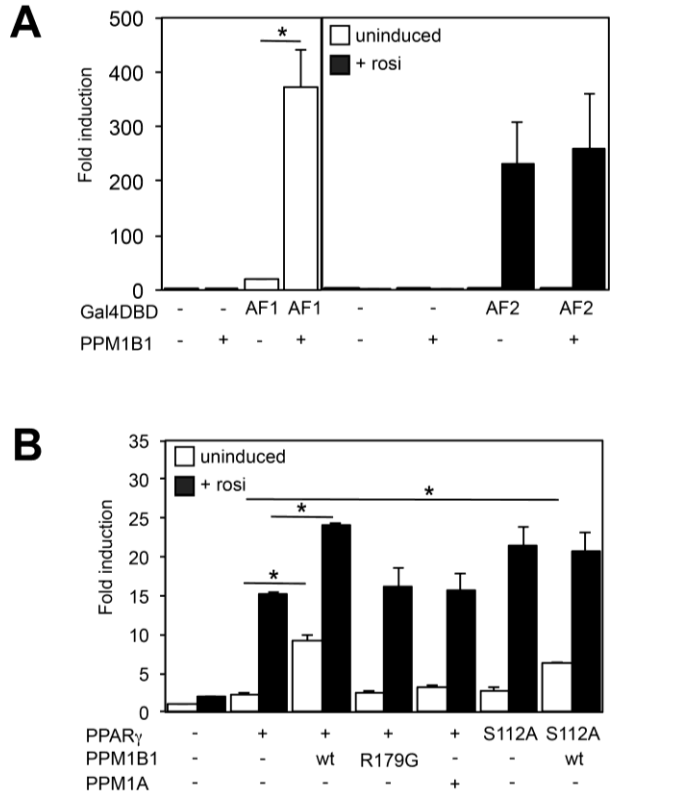 A
500
400
300
200
100
0
Fold induction
*
uninduced
+ rosi
Gal4DBD - - AF1 AF1 - - AF2 AF2
PPM1B1 - + - + - + - +
B
35
30
25
20
15
10
5
0
Fold induction
uninduced
+ rosi
*
*
*
PPARγ - + + + + S112A S112A
PPM1B1 - - wt R179G - - wt
PPM1A - - - - + - -